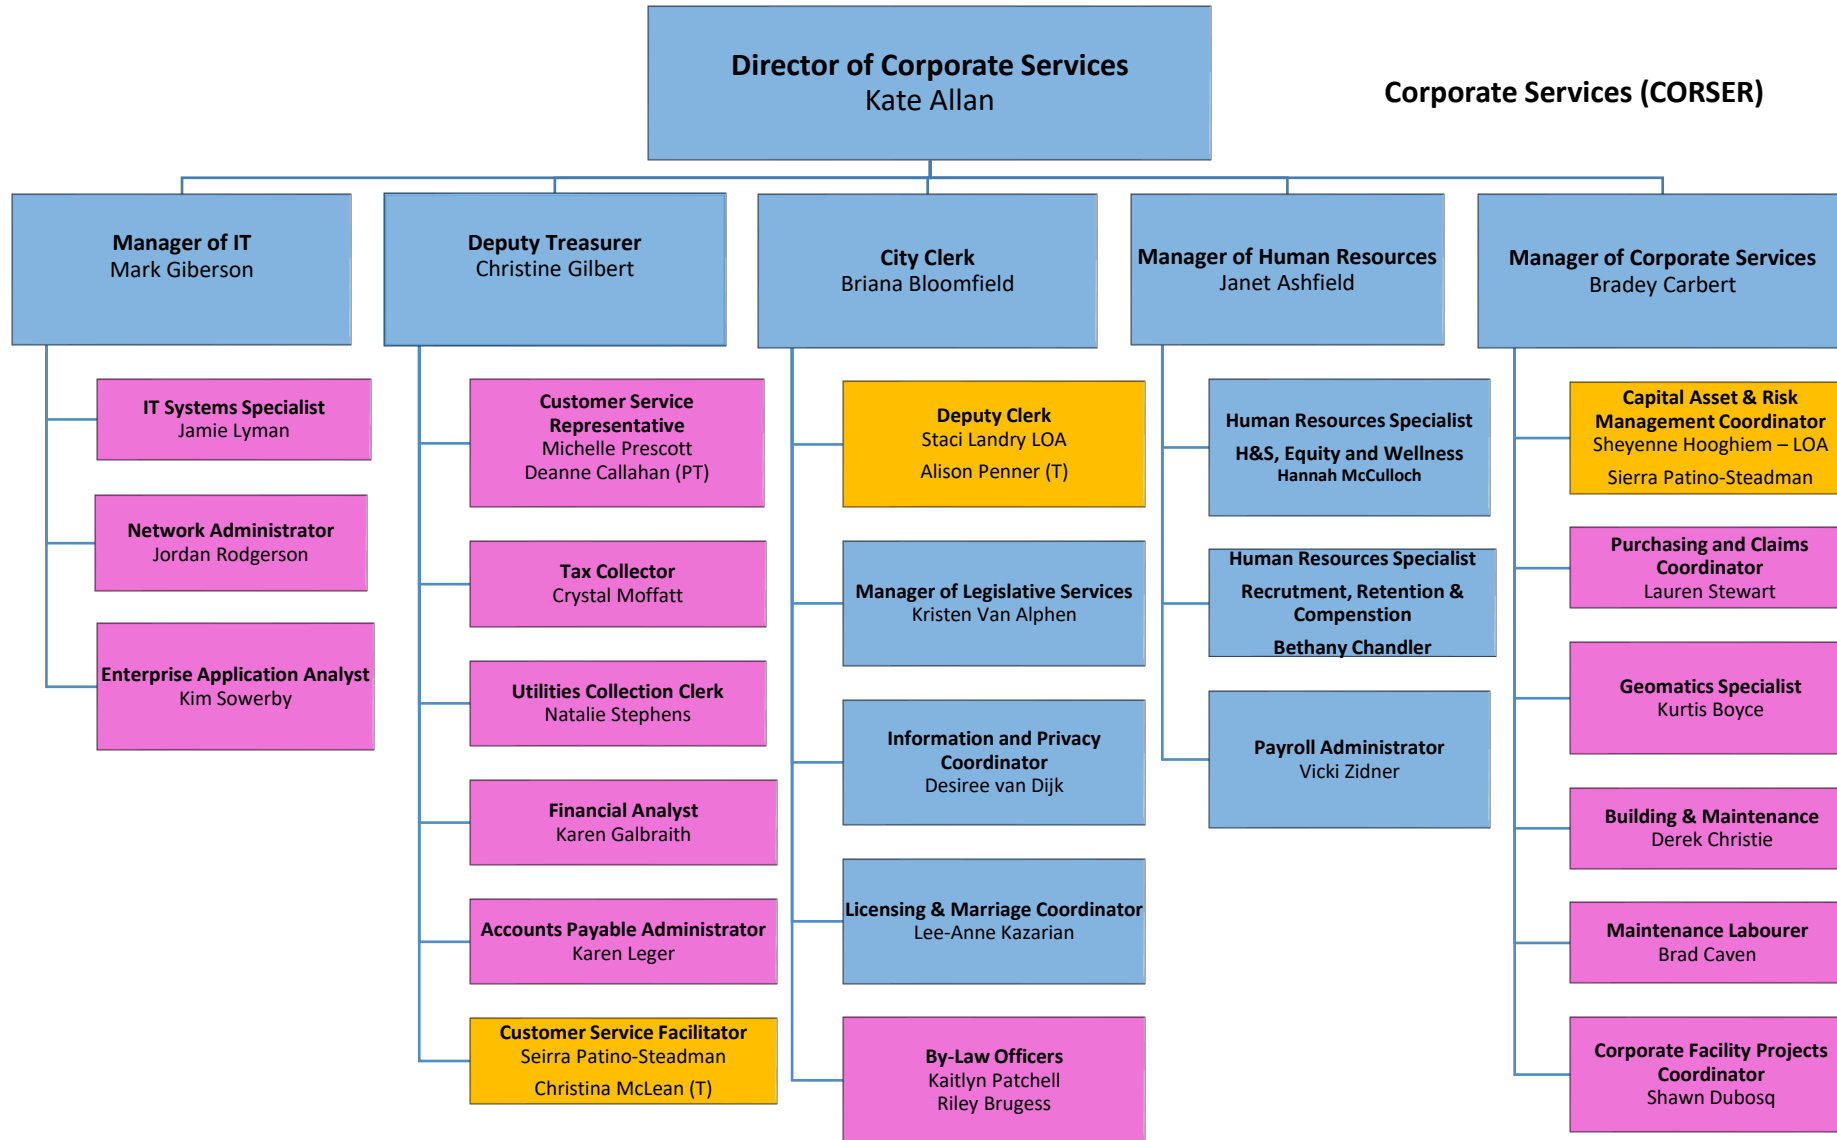 Director of Corporate Services
Kate Allan
Corporate Services (CORSER)
Manager of IT
Mark Giberson
Deputy Treasurer
Christine Gilbert
City Clerk
Briana Bloomfield
Manager of Human Resources
Janet Ashfield
Manager of Corporate Services
Bradey Carbert
IT Systems Specialist
Jamie Lyman
Network Administrator
Jordan Rodgerson
Enterprise Application Analyst
Kim Sowerby
Customer Service
Representative
Michelle Prescott
Deanne Callahan (PT)
Tax Collector
Crystal Moffatt
Utilities Collection Clerk
Natalie Stephens
Financial Analyst
Karen Galbraith
Accounts Payable Administrator
Karen Leger
Customer Service Facilitator
Seirra Patino-Steadman
Christina McLean (T)
Deputy Clerk
Staci Landry LOA
Alison Penner (T)
Manager of Legislative Services
Kristen Van Alphen
Information and Privacy
Coordinator
Desiree van Dijk
Licensing & Marriage Coordinator
Lee-Anne Kazarian
By-Law Officers
Kaitlyn Patchell
Riley Brugess
Human Resources Specialist
H&S, Equity and Wellness
Hannah McCulloch
Human Resources Specialist
Recrutment, Retention &
Compenstion
Bethany Chandler
Payroll Administrator
Vicki Zidner
Capital Asset & Risk
Management Coordinator
Sheyenne Hooghiem – LOA
Sierra Patino-Steadman
Purchasing and Claims
Coordinator
Lauren Stewart
Geomatics Specialist
Kurtis Boyce
Building & Maintenance
Derek Christie
Maintenance Labourer
Brad Caven
Corporate Facility Projects
Coordinator
Shawn Dubosq